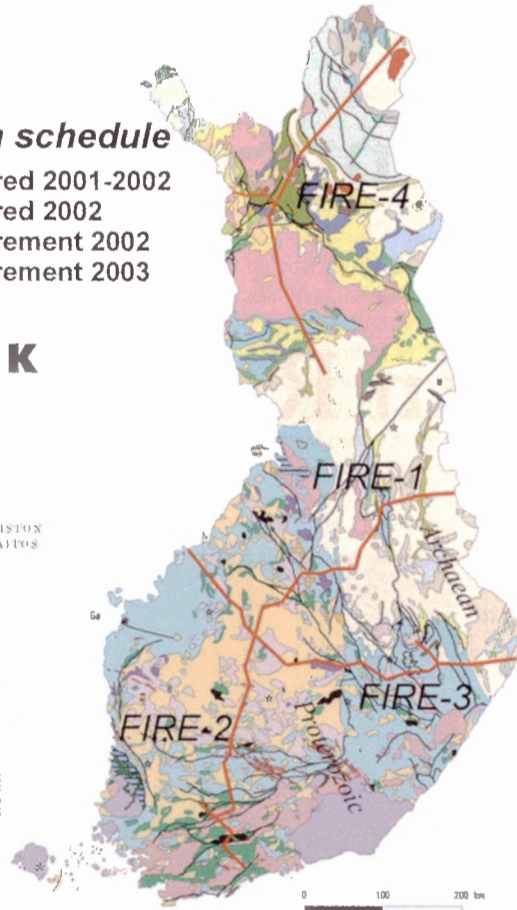 n schedule
red 2001-2002
red 2002
rement 2002
rement 2003
K
FIRE-4
FIRE-1
Archaean
FIRE-3
FIRE-2
Proterozoic
0 100 200 km